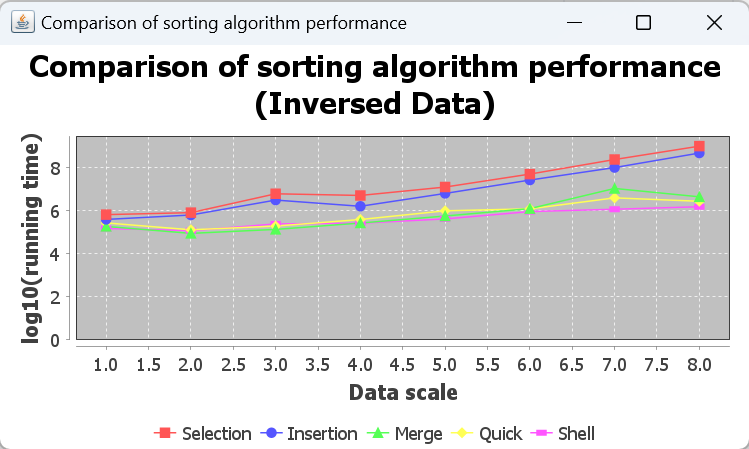 Comparison of sorting algorithm performance
Comparison of sorting algorithm performance
(Inversed Data)
log10(running time)
8
6
4
2
0
1.0 1.5 2.0 2.5 3.0 3.5 4.0 4.5 5.0 5.5 6.0 6.5 7.0 7.5 8.0
Data scale
Selection Insertion Merge Quick Shell